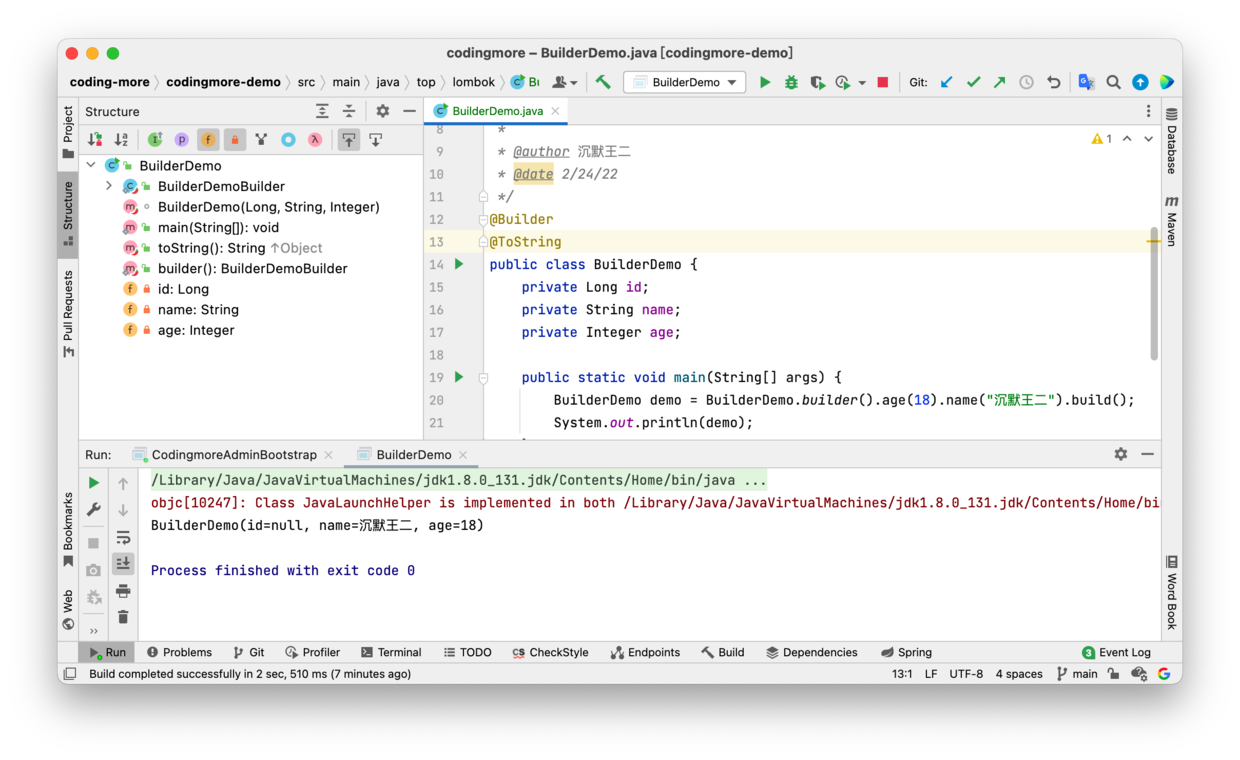 codingmore – BuilderDemo.java [codingmore-demo]
coding-more 〉 codingmore-demo 〉 src 〉 main 〉 java 〉 top 〉 lombok 〉 BuilderDemo Git:
Project
Structure
Pull Requests
Bookmarks
Web
Structure
BuilderDemo
BuilderDemoBuilder
BuilderDemo(Long, String, Integer)
main(String[]): void
toString(): String ↑Object
builder(): BuilderDemoBuilder
id: Long
name: String
age: Integer
BuilderDemo.java
1
8 *
9 * @author 沉默王二
10 * @date 2/24/22
11 */
12 @Builder
13 @ToString
14 public class BuilderDemo {
15 private Long id;
16 private String name;
17 private Integer age;
18
19 public static void main(String[] args) {
20 BuilderDemo demo = BuilderDemo.builder().age(18).name("沉默王二").build();
21 System.out.println(demo);
Database
Maven
Word Book
Run: CodingmoreAdminBootstrap BuilderDemo
/Library/Java/JavaVirtualMachines/jdk1.8.0_131.jdk/Contents/Home/bin/java ...
objc[10247]: Class JavaLaunchHelper is implemented in both /Library/Java/JavaVirtualMachines/jdk1.8.0_131.jdk/Contents/Home/bi
BuilderDemo(id=null, name=沉默王二, age=18)
Process finished with exit code 0
Run Problems Git Profiler Terminal TODO CheckStyle Endpoints Build Dependencies Spring 3 Event Log
Build completed successfully in 2 sec, 510 ms (7 minutes ago) 13:1 LF UTF-8 4 spaces main